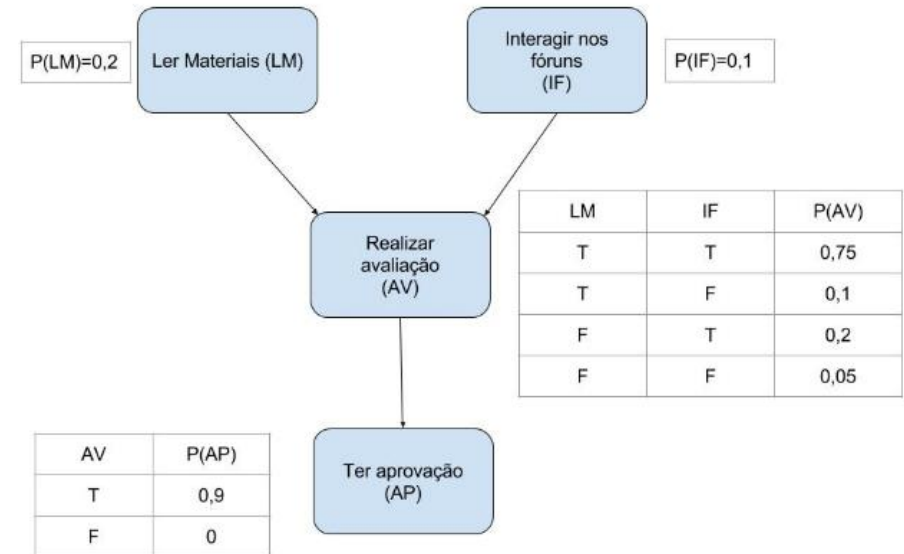 P(LM)=0,2
Ler Materiais (LM)
Interagir nos
fóruns
(IF)
P(IF)=0,1
LM IF P(AV)
T T 0,75
T F 0,1
F T 0,2
F F 0,05
Realizar
avaliação
(AV)
AV P(AP)
T 0,9
F 0
Ter aprovação
(AP)